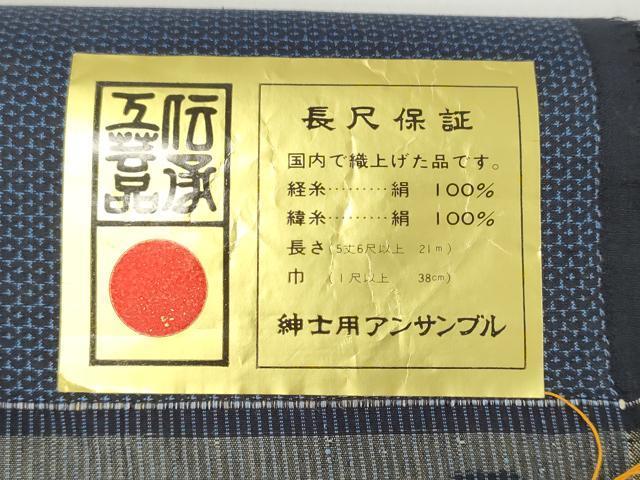 伝承
工芸品
長尺保証
国内で織上げた品です。
経糸………絹 100%
緯糸………絹 100%
長さ(5丈6尺以上 21m)
巾 (1尺以上 38cm)
紳士用アンサンブル